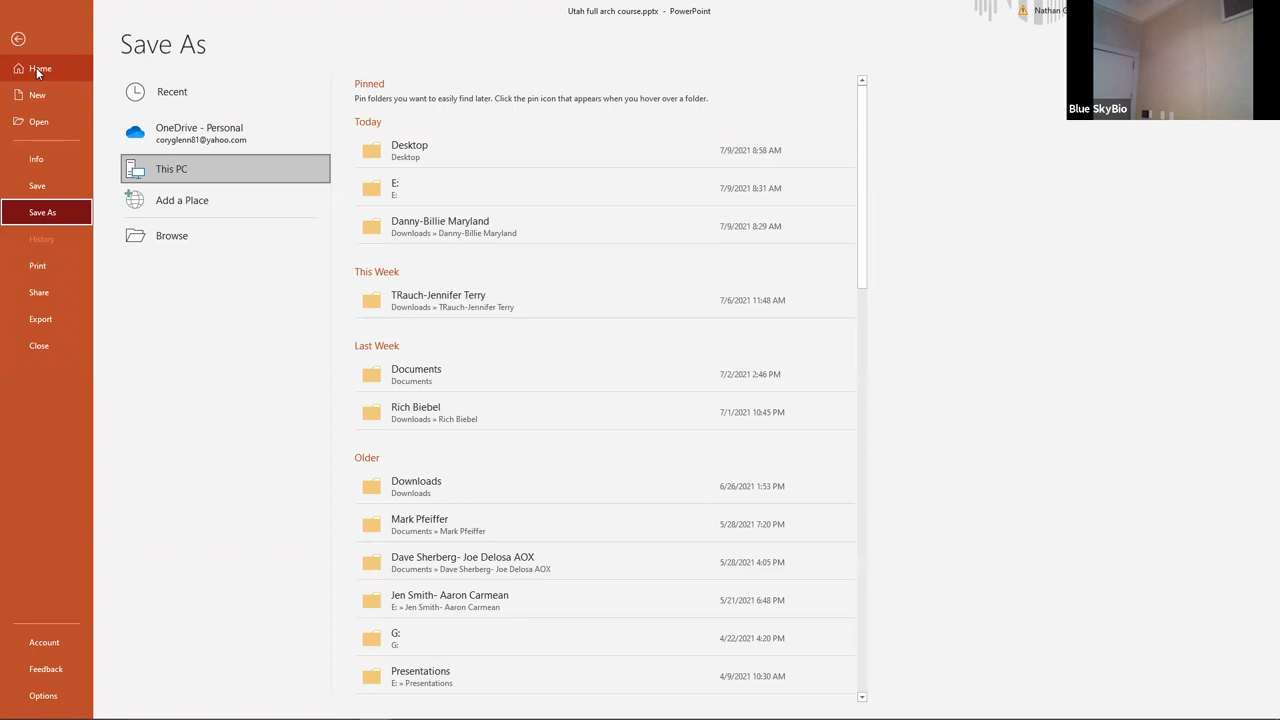 Utah full arch course.pptx - PowerPoint
Nathan
Blue SkyBio
Home
New
Open
Info
Save
Save As
History
Print
Share
Export
Close
Account
Feedback
Options
Save As
Recent
OneDrive - Personal
coryglenn81@yahoo.com
This PC
Add a Place
Browse
Pinned
Pin folders you want to easily find later. Click the pin icon that appears when you hover over a folder.
Today
Desktop 7/9/2021 8:58 AM
Desktop
E: 7/9/2021 8:31 AM
E:
Danny-Billie Maryland 7/9/2021 8:29 AM
Downloads » Danny-Billie Maryland
This Week
TRauch-Jennifer Terry 7/6/2021 11:48 AM
Downloads » TRauch-Jennifer Terry
Last Week
Documents 7/2/2021 2:46 PM
Documents
Rich Biebel 7/1/2021 10:45 PM
Downloads » Rich Biebel
Older
Downloads 6/26/2021 1:53 PM
Downloads
Mark Pfeiffer 5/28/2021 7:20 PM
Documents » Mark Pfeiffer
Dave Sherberg- Joe Delosa AOX 5/28/2021 4:05 PM
Documents » Dave Sherberg- Joe Delosa AOX
Jen Smith- Aaron Carmean 5/21/2021 6:48 PM
E: » Jen Smith- Aaron Carmean
G: 4/22/2021 4:20 PM
G:
Presentations 4/9/2021 10:30 AM
E: » Presentations